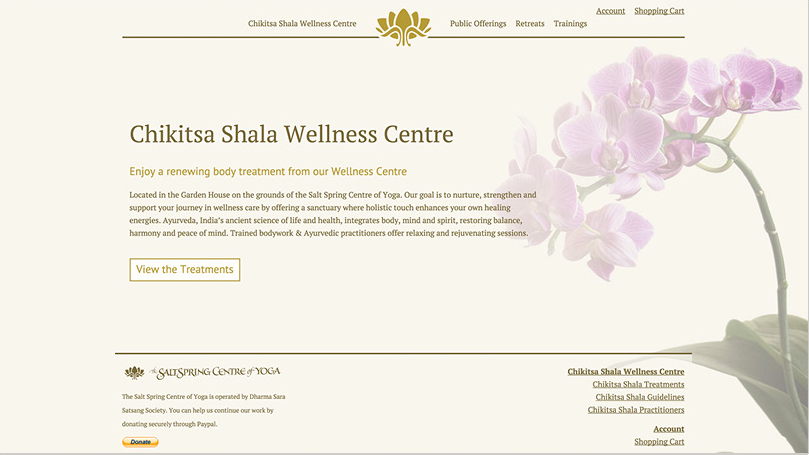 Account Shopping Cart
Chikitsa Shala Wellness Centre Public Offerings Retreats Trainings
Chikitsa Shala Wellness Centre
Enjoy a renewing body treatment from our Wellness Centre
Located in the Garden House on the grounds of the Salt Spring Centre of Yoga. Our goal is to nurture, strengthen and
support your journey in wellness care by offering a sanctuary where holistic touch enhances your own healing
energies. Ayurveda, India's ancient science of life and health, integrates body, mind and spirit, restoring balance,
harmony and peace of mind. Trained bodywork & Ayurvedic practitioners offer relaxing and rejuvenating sessions.
View the Treatments
the SALT SPRING CENTRE of YOGA
The Salt Spring Centre of Yoga is operated by Dharma Sara
Satsang Society. You can help us continue our work by
donating securely through Paypal.
Donate
Chikitsa Shala Wellness Centre
Chikitsa Shala Treatments
Chikitsa Shala Guidelines
Chikitsa Shala Practitioners
Account
Shopping Cart